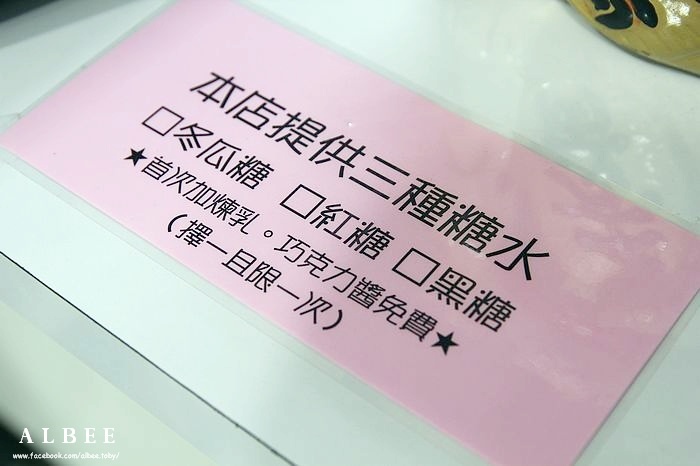 本店提供三種糖水
□冬瓜糖 □紅糖 □黑糖
★首次加煉乳。巧克力醬免費★
(擇一且限一次)
ALBEE
www.facebook.com/albee.toby/